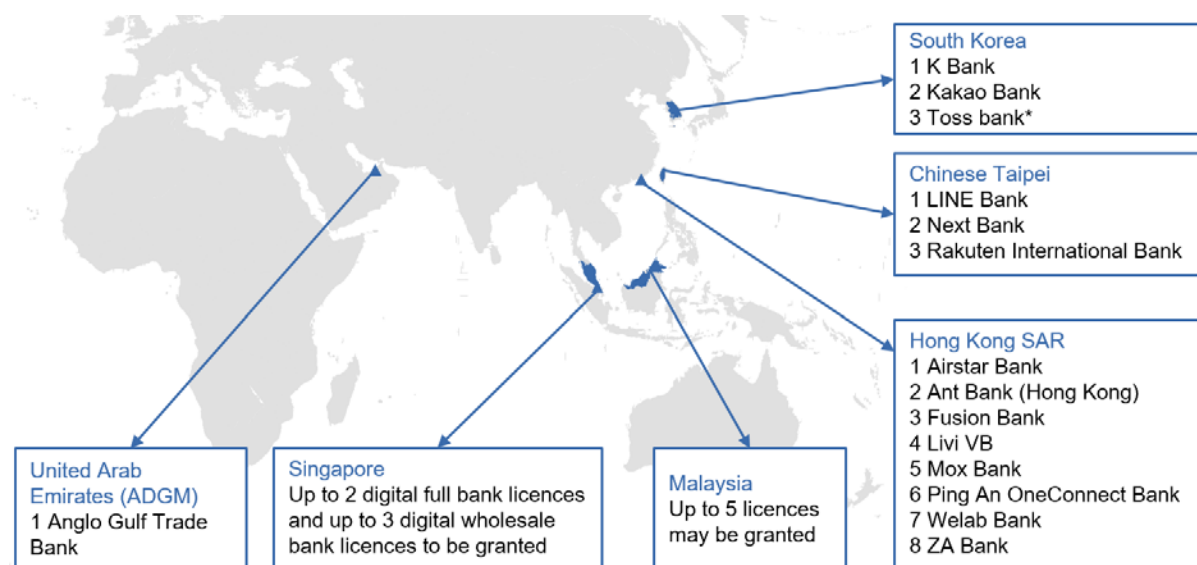 South Korea
1 K Bank
2 Kakao Bank
3 Toss bank*
Chinese Taipei
1 LINE Bank
2 Next Bank
3 Rakuten International Bank
Hong Kong SAR
1 Airstar Bank
2 Ant Bank (Hong Kong)
3 Fusion Bank
4 Livi VB
5 Mox Bank
6 Ping An OneConnect Bank
7 Welab Bank
8 ZA Bank
United Arab
Emirates (ADGM)
1 Anglo Gulf Trade
Bank
Singapore
Up to 2 digital full bank licences
and up to 3 digital wholesale
bank licences to be granted
Malaysia
Up to 5 licences
may be granted